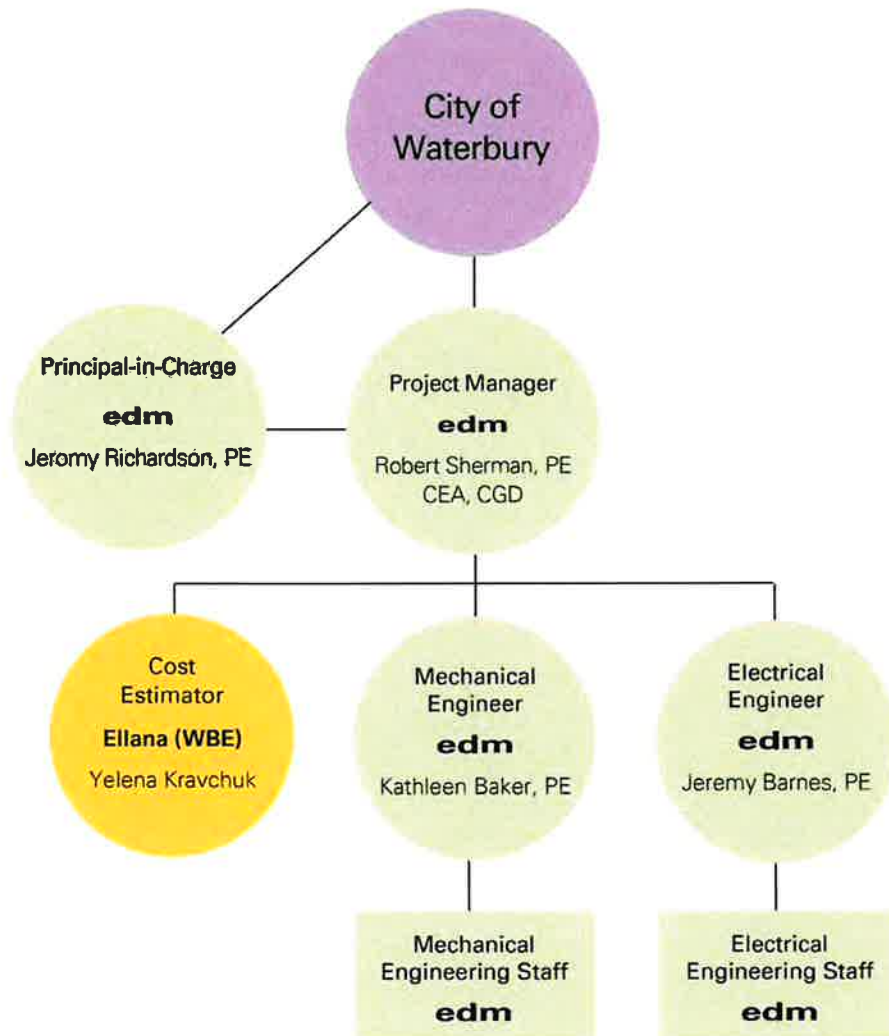 City of
Waterbury
Principal-in-Charge
edm
Jeromy Richardson, PE
Project Manager
edm
Robert Sherman, PE
CEA, CGD
Cost
Estimator
Ellana (WBE)
Yelena Kravchuk
Mechanical
Engineer
edm
Kathleen Baker, PE
Electrical
Engineer
edm
Jeremy Barnes, PE
Mechanical
Engineering Staff
edm
Electrical
Engineering Staff
edm